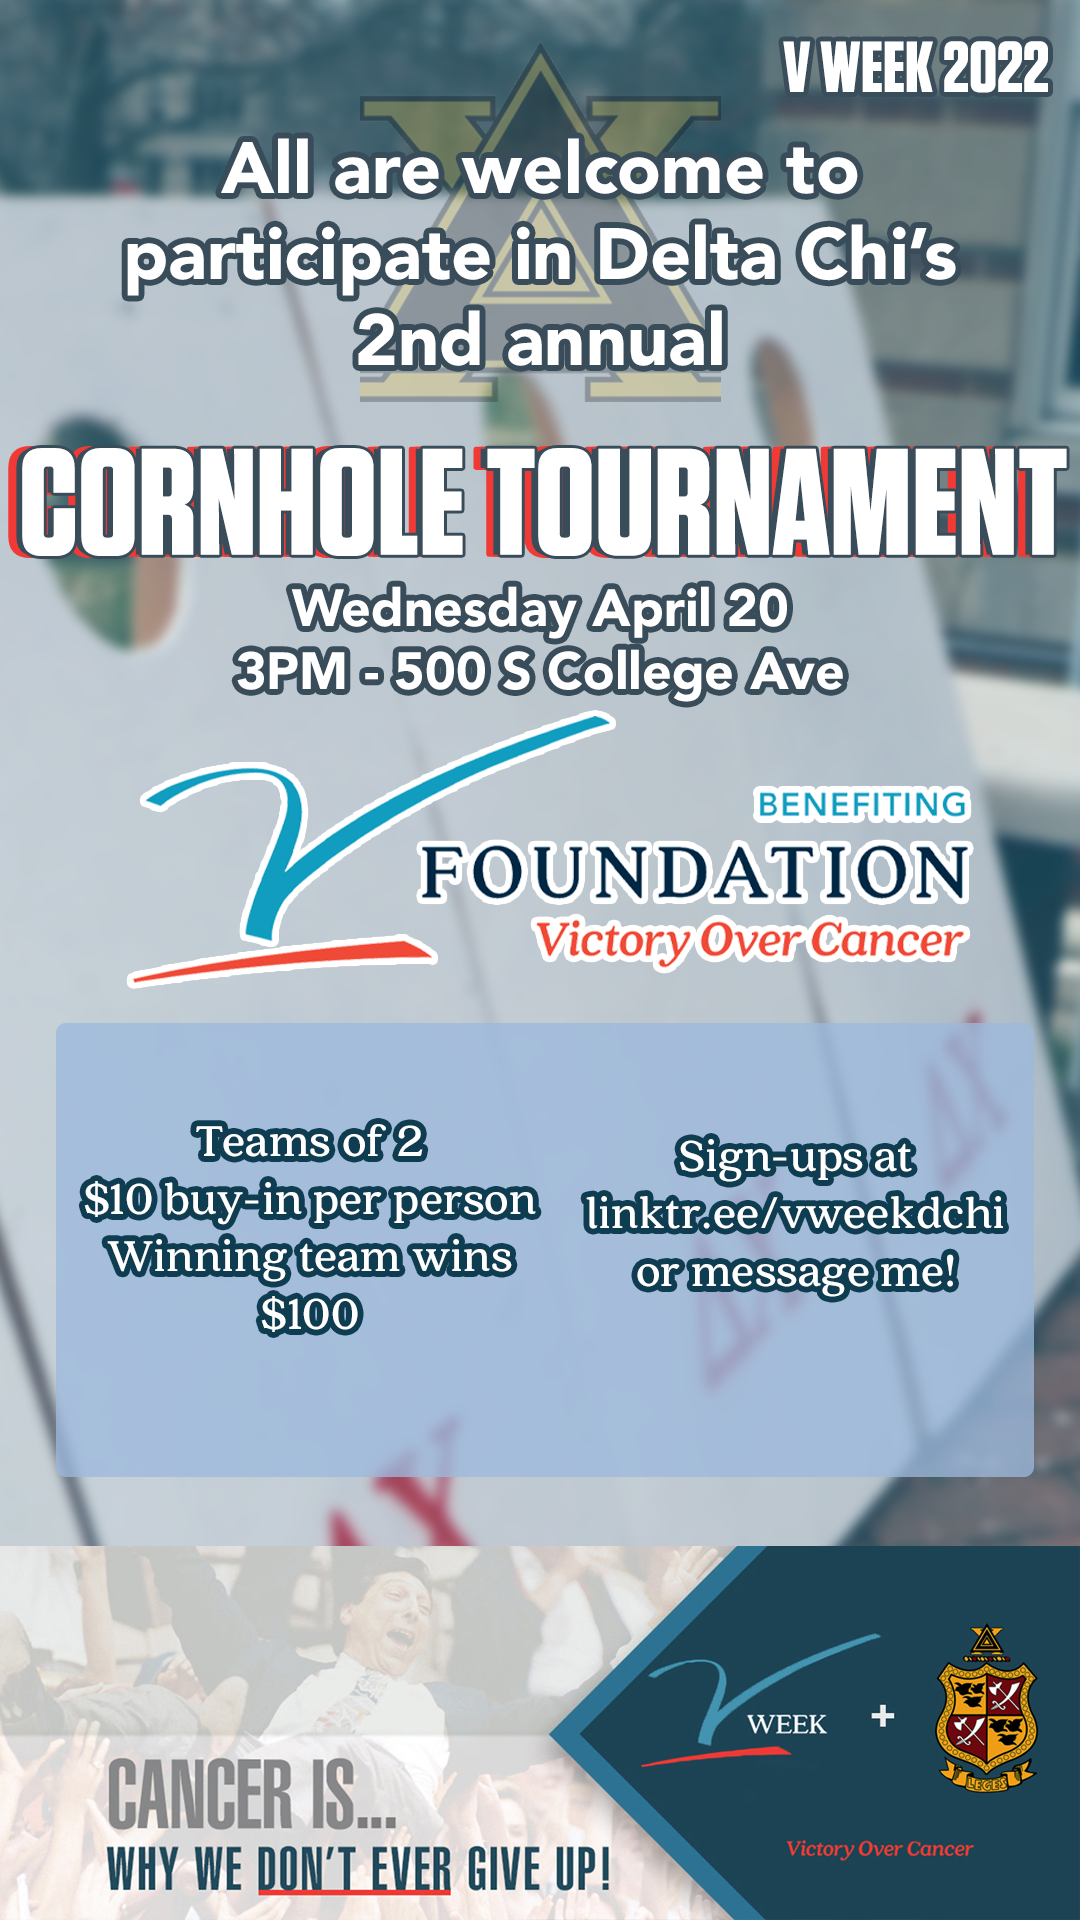 V WEEK 2022
All are welcome to
participate in Delta Chi's
2nd annual
CORNHOLE TOURNAMENT
Wednesday April 20
3PM - 500 S College Ave
BENEFITING
V FOUNDATION
Victory Over Cancer
Teams of 2
$10 buy-in per person
Winning team wins
$100
Sign-ups at
linktr.ee/vweekdchi
or message me!
ΔX
ΔX
ΔX
CANCER IS...
WHY WE DON'T EVER GIVE UP!
V WEEK
+
LEGES
Victory Over Cancer